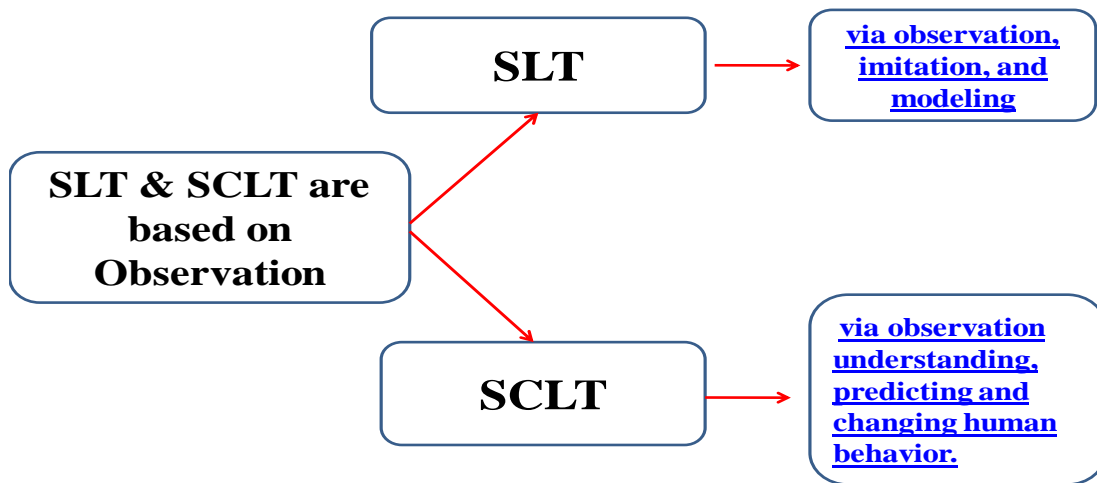 SLT
via observation,
imitation, and
modeling
SLT & SCLT are
based on
Observation
SCLT
via observation
understanding,
predicting and
changing human
behavior.